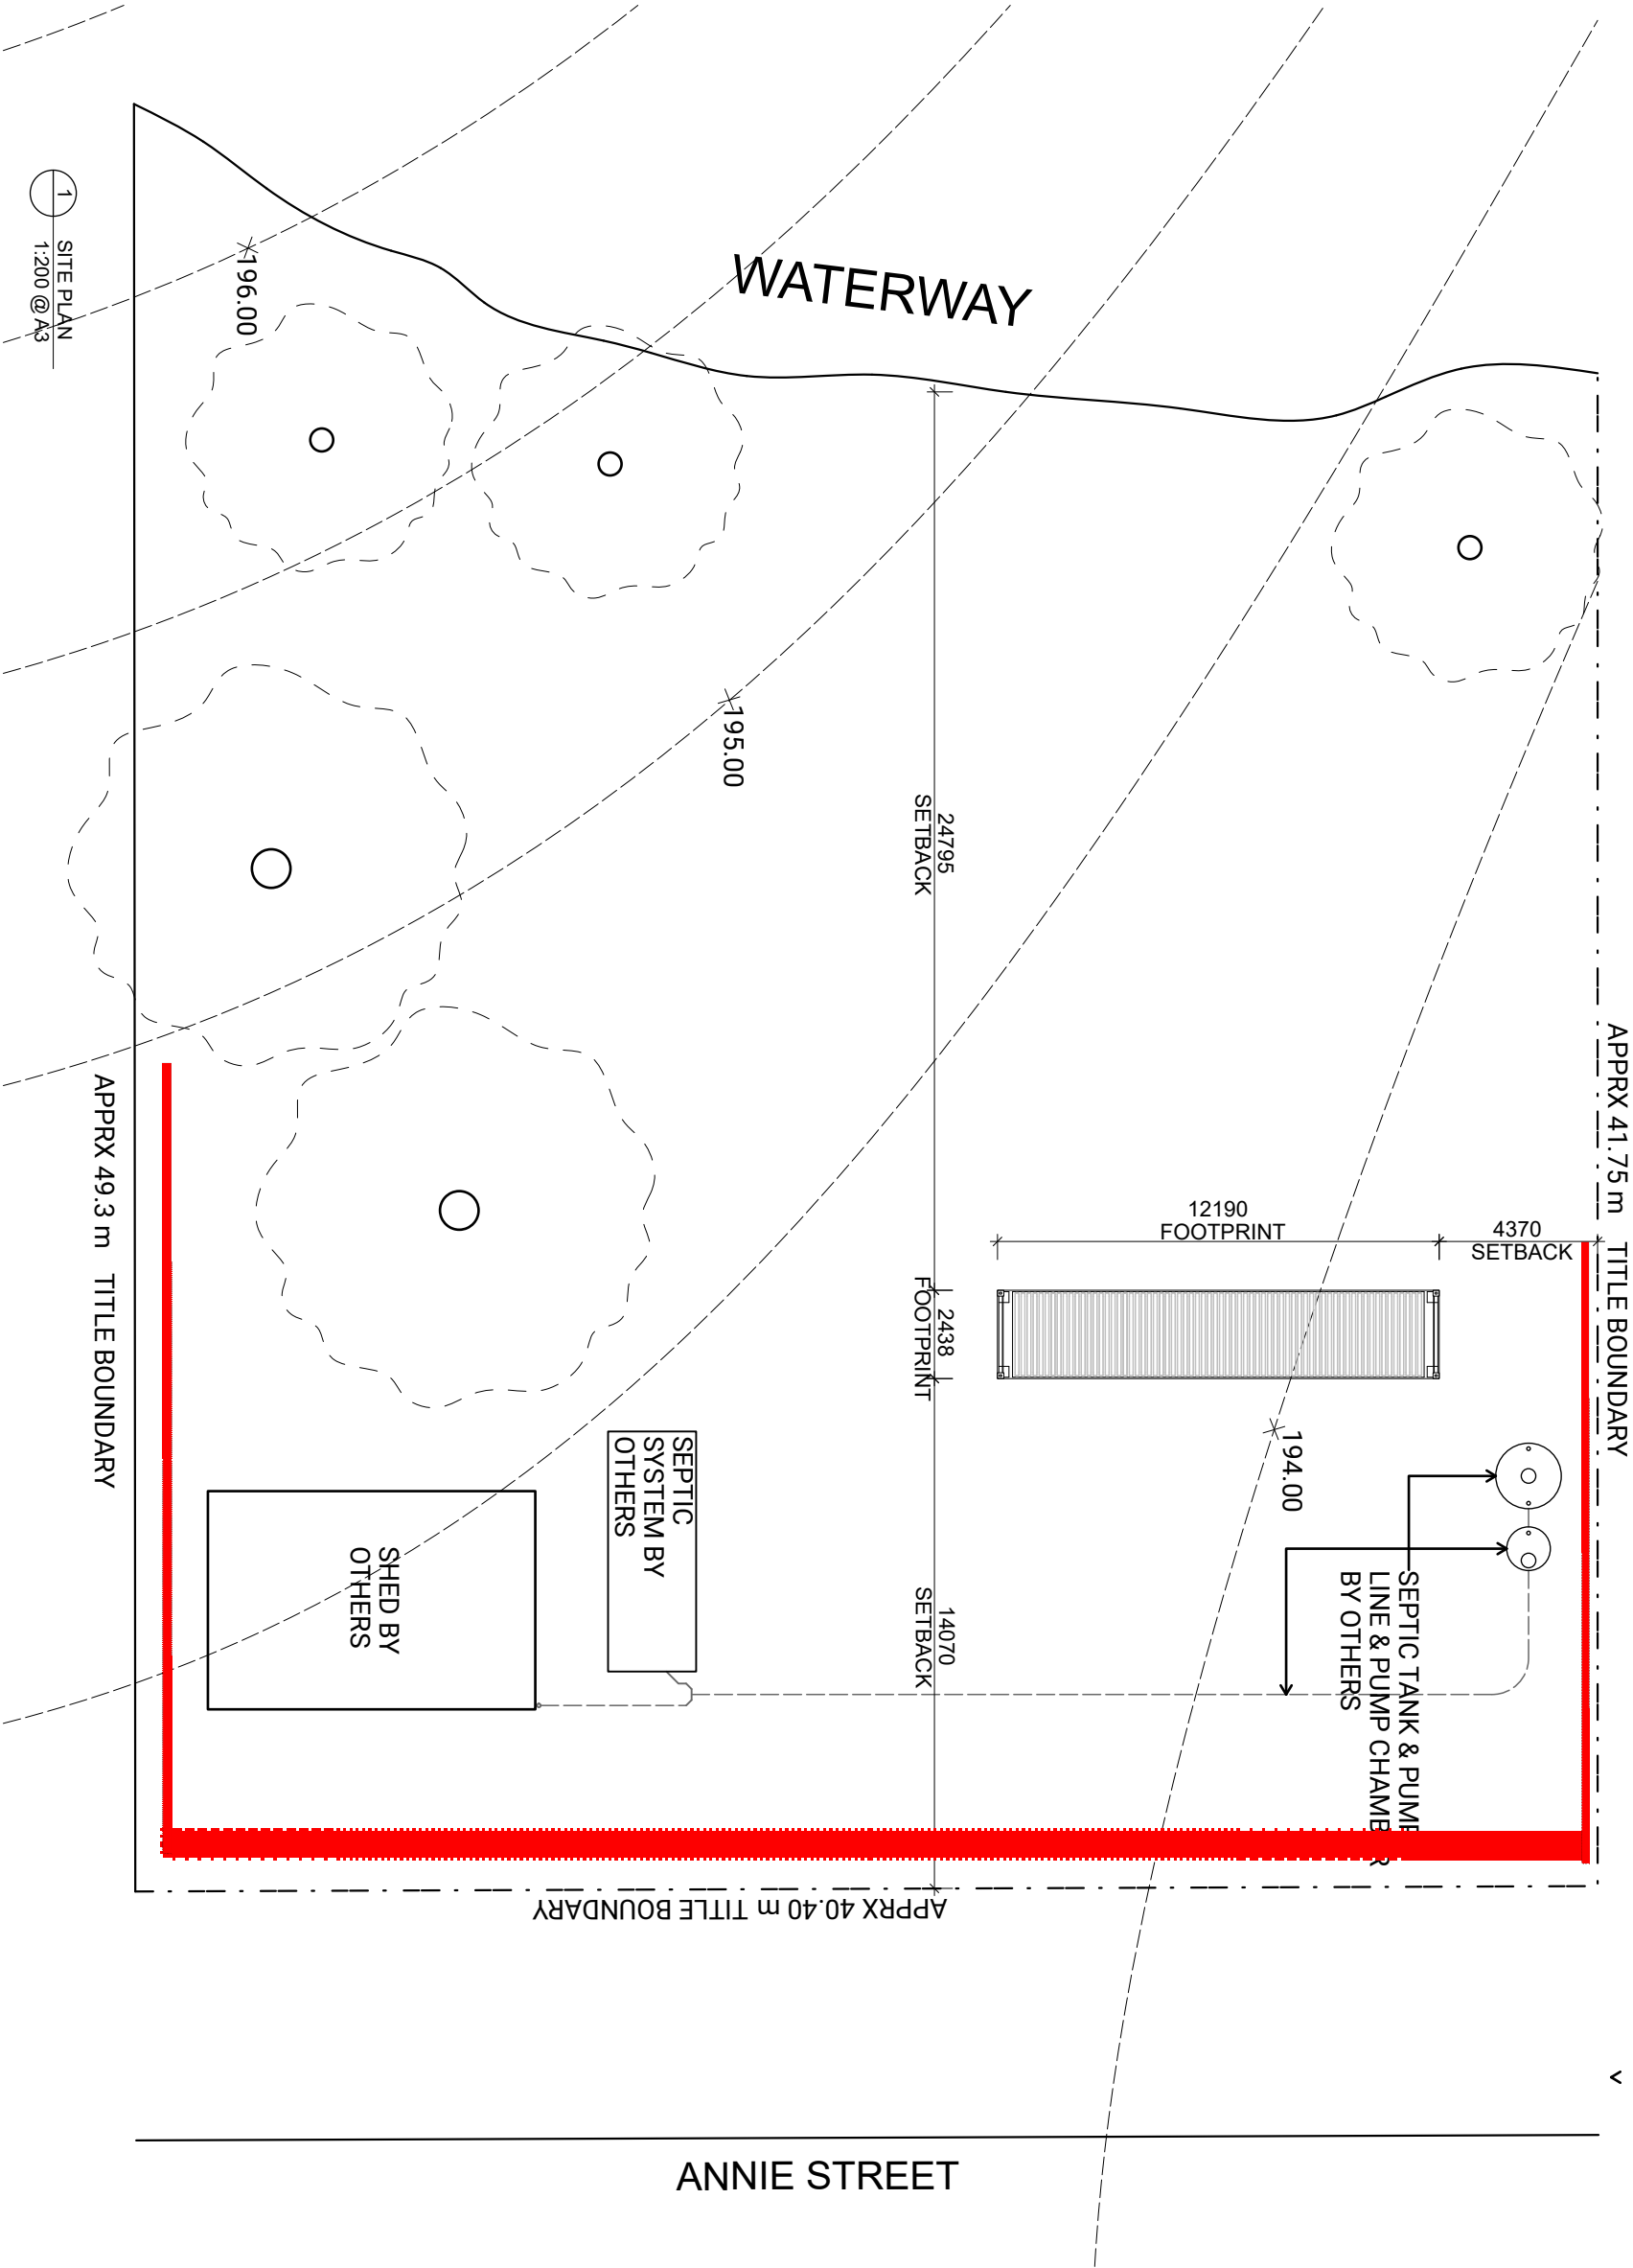 WATERWAY
1
SITE PLAN
1:200 @ A3
196.00
195.00
24795
SETBACK
APPRX 41.75 m TITLE BOUNDARY
APPRX 49.3 m TITLE BOUNDARY
12190
FOOTPRINT
4370
SETBACK
2438
FOOTPRINT
194.00
SEPTIC
SYSTEM BY
OTHERS
SHED BY
OTHERS
14070
SETBACK
SEPTIC TANK & PUMP
LINE & PUMP CHAMBER
BY OTHERS
APPRX 40.40 m TITLE BOUNDARY
<
ANNIE STREET